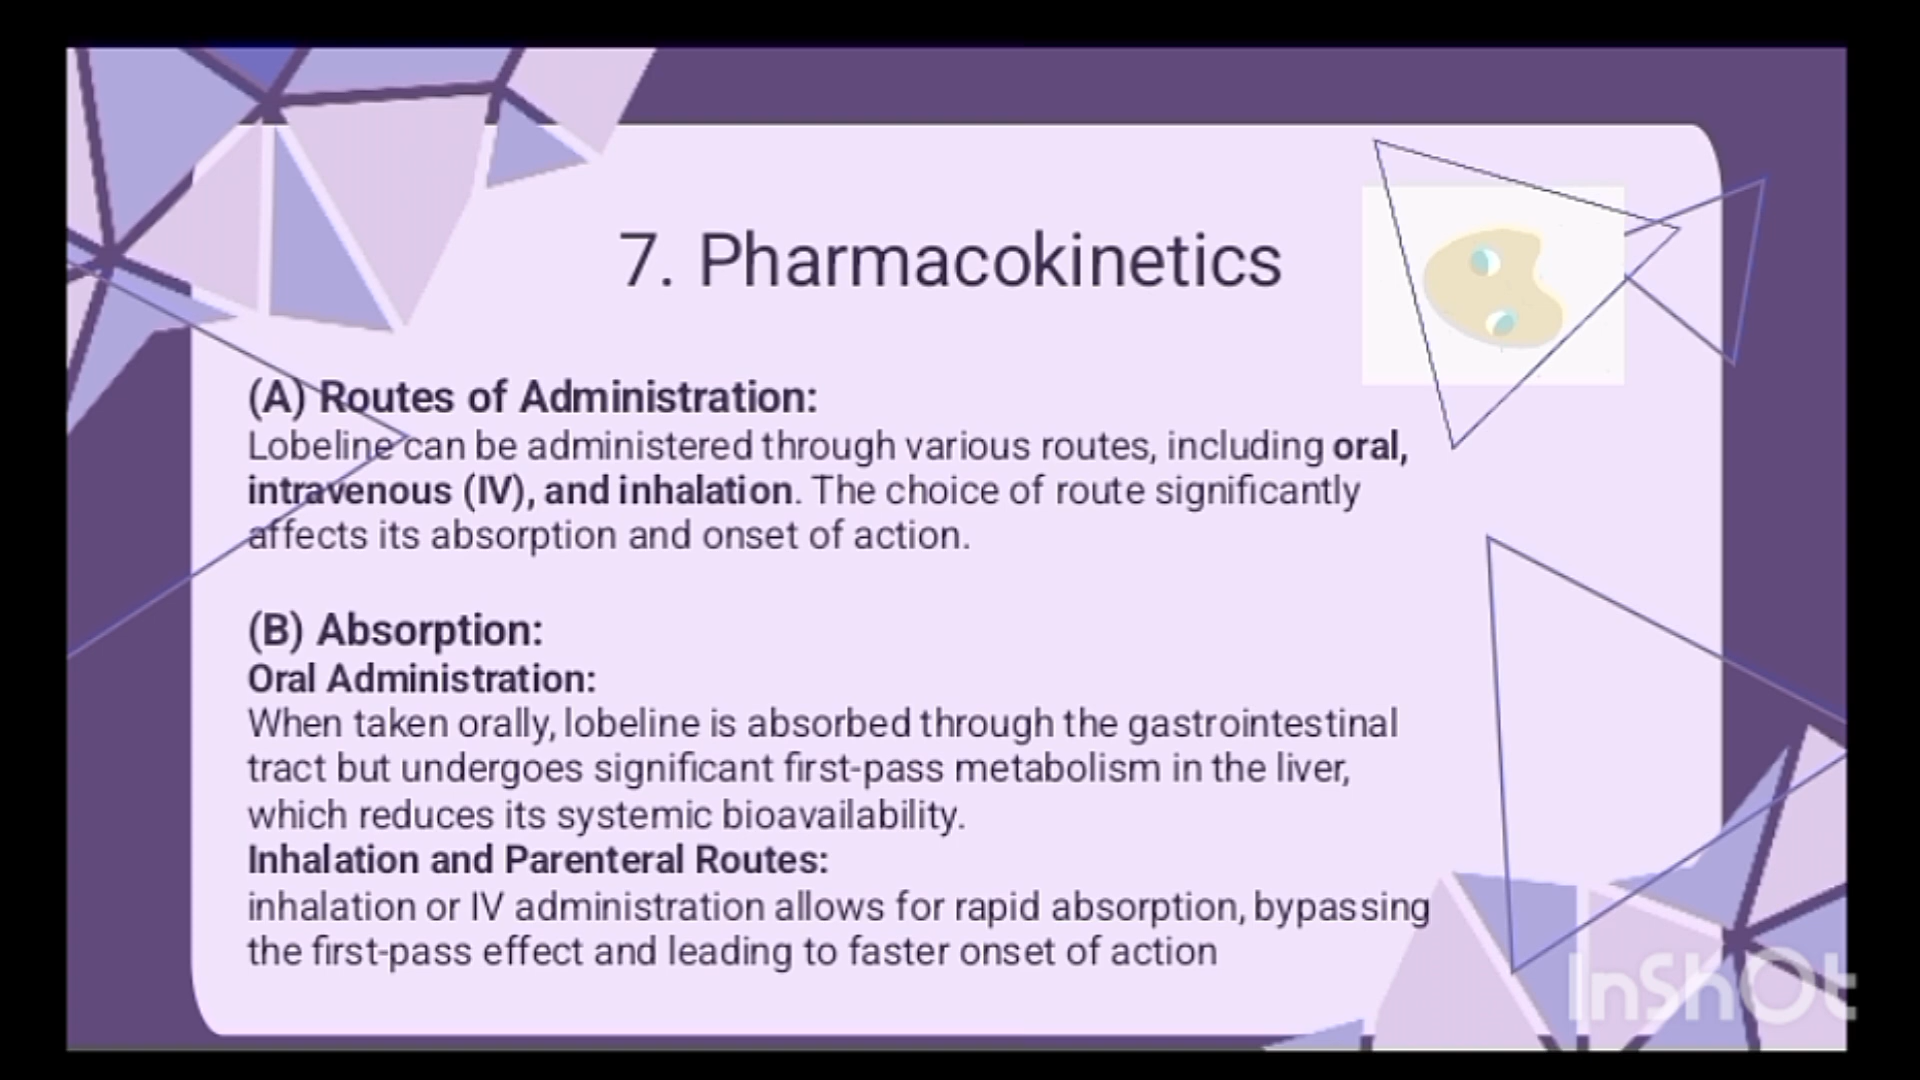 7. Pharmacokinetics
(A) Routes of Administration:
Lobeline can be administered through various routes, including oral,
intravenous (IV), and inhalation. The choice of route significantly
affects its absorption and onset of action.
(B) Absorption:
Oral Administration:
When taken orally, lobeline is absorbed through the gastrointestinal
tract but undergoes significant first-pass metabolism in the liver,
which reduces its systemic bioavailability.
Inhalation and Parenteral Routes:
inhalation or IV administration allows for rapid absorption, bypassing
the first-pass effect and leading to faster onset of action
InShOt